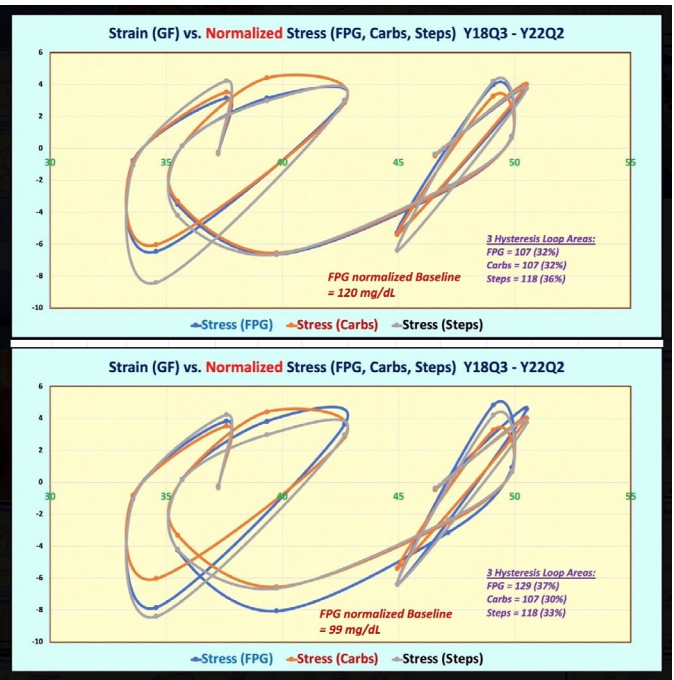 Strain (GF) vs. Normalized Stress (FPG, Carbs, Steps)  Y18Q3 - Y22Q2
6
4
2
0
30 35 40 45 50 55
-2
-4
-6
-8
-10
3 Hysteresis Loop Areas:
FPG = 107 (32%)
Carbs = 107 (32%)
Steps = 118 (36%)
FPG normalized Baseline
= 120 mg/dL
Stress (FPG) Stress (Carbs) Stress (Steps)
Strain (GF) vs. Normalized Stress (FPG, Carbs, Steps)  Y18Q3 - Y22Q2
6
4
2
0
30 35 40 45 50 55
-2
-4
-6
-8
-10
3 Hysteresis Loop Areas:
FPG = 129 (37%)
Carbs = 107 (30%)
Steps = 118 (33%)
FPG normalized Baseline
= 99 mg/dL
Stress (FPG) Stress (Carbs) Stress (Steps)